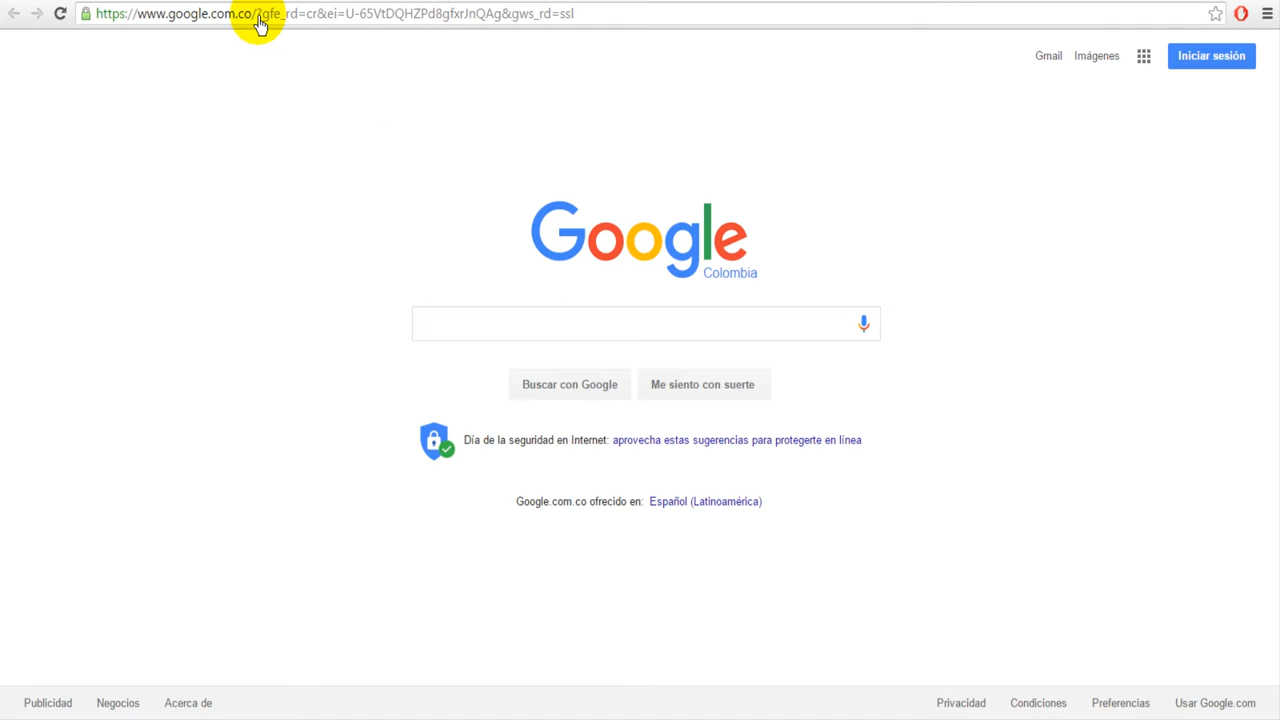 https://www.google.com.co/?gfe_rd=cr&ei=U-65VtDQHZPd8gfxrJnQAg&gws_rd=ssl
Gmail Imágenes Iniciar sesión
Google
Colombia
Buscar con Google Me siento con suerte
Día de la seguridad en Internet: aprovecha estas sugerencias para protegerte en línea
Google.com.co ofrecido en: Español (Latinoamérica)
Publicidad Negocios Acerca de Privacidad Condiciones Preferencias Usar Google.com